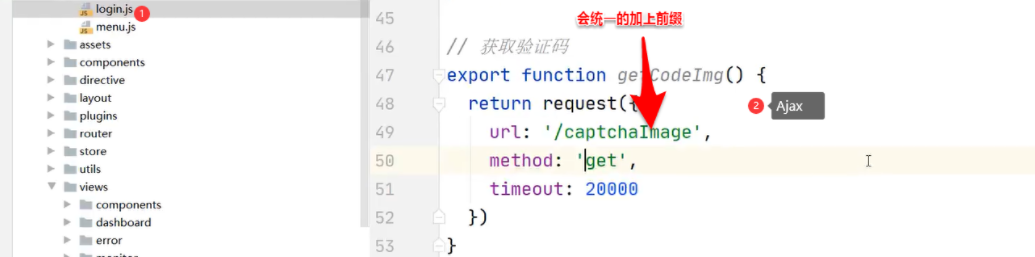 login.js
1
menu.js
assets
components
directive
layout
plugins
router
store
utils
views
components
dashboard
error
会统一的加上前缀
45
46 // 获取验证码
47 export function getCodeImg() {
48 return request({
2 Ajax
49 url: '/captchaImage',
50 method: 'get',
51 timeout: 20000
52 })
53 }